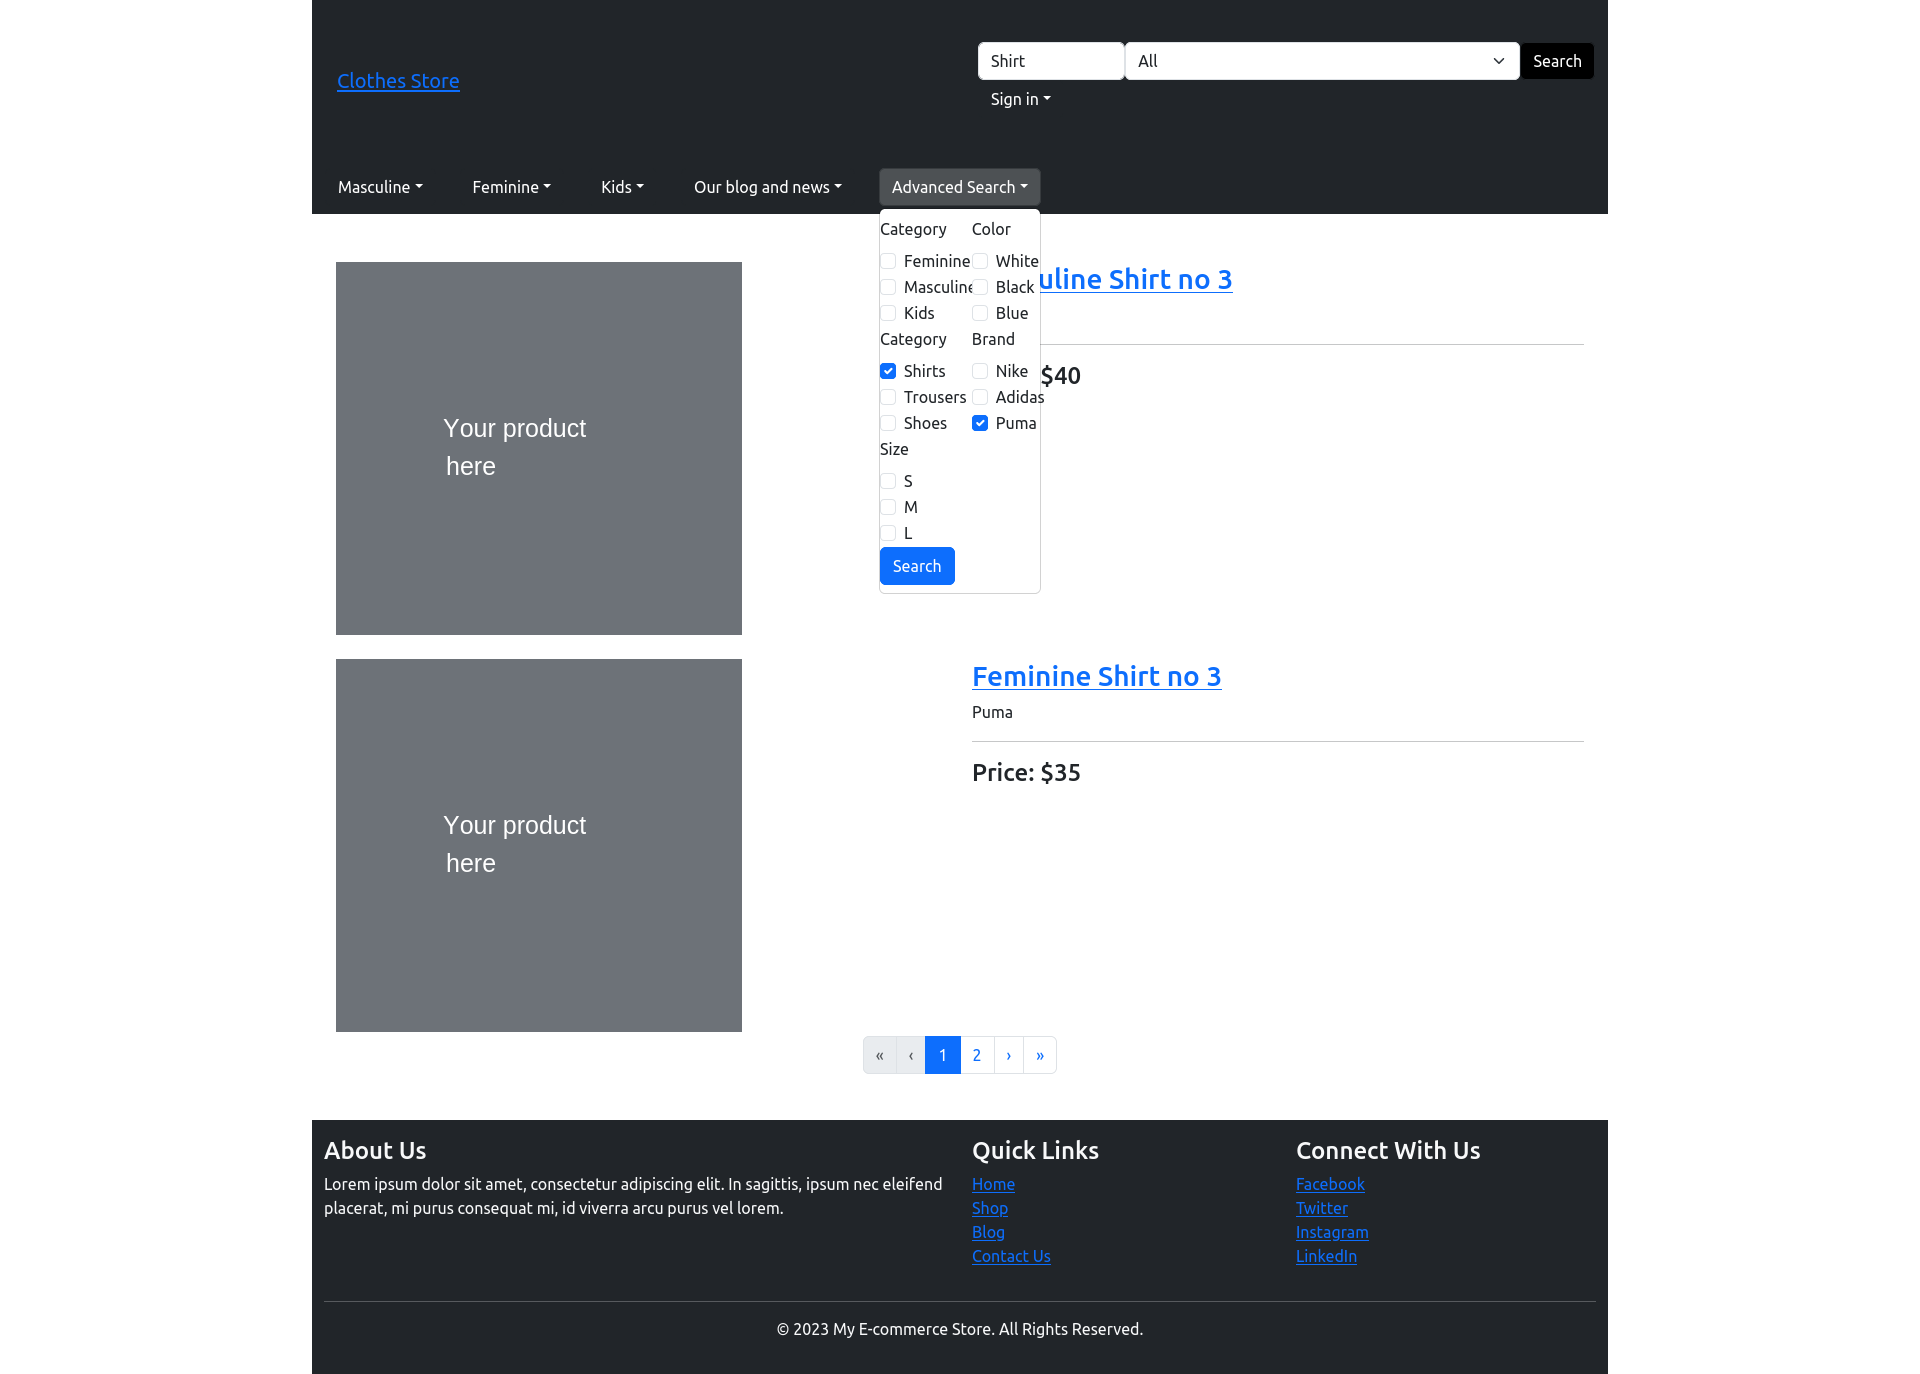 Clothes Store
Shirt
All
Search
Sign in
Masculine
Feminine
Kids
Our blog and news
Advanced Search
Category
Feminine
Masculine
Kids
Category
Shirts
Trousers
Shoes
Size
S
M
L
Search
Color
White
Black
Blue
Brand
Nike
Adidas
Puma
Your product
here
uline Shirt no 3
$40
Your product
here
Feminine Shirt no 3
Puma
Price: $35
« ‹ 1 2 › »
About Us
Lorem ipsum dolor sit amet, consectetur adipiscing elit. In sagittis, ipsum nec eleifend
placerat, mi purus consequat mi, id viverra arcu purus vel lorem.
Quick Links
Home
Shop
Blog
Contact Us
Connect With Us
Facebook
Twitter
Instagram
LinkedIn
© 2023 My E-commerce Store. All Rights Reserved.